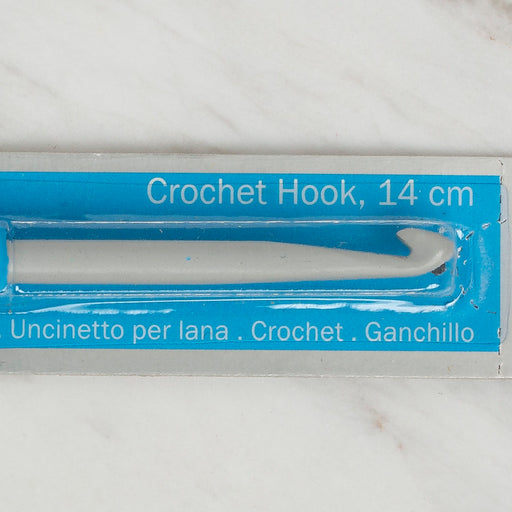 Crochet Hook, 14 cm
. Uncinetto per lana . Crochet . Ganchillo